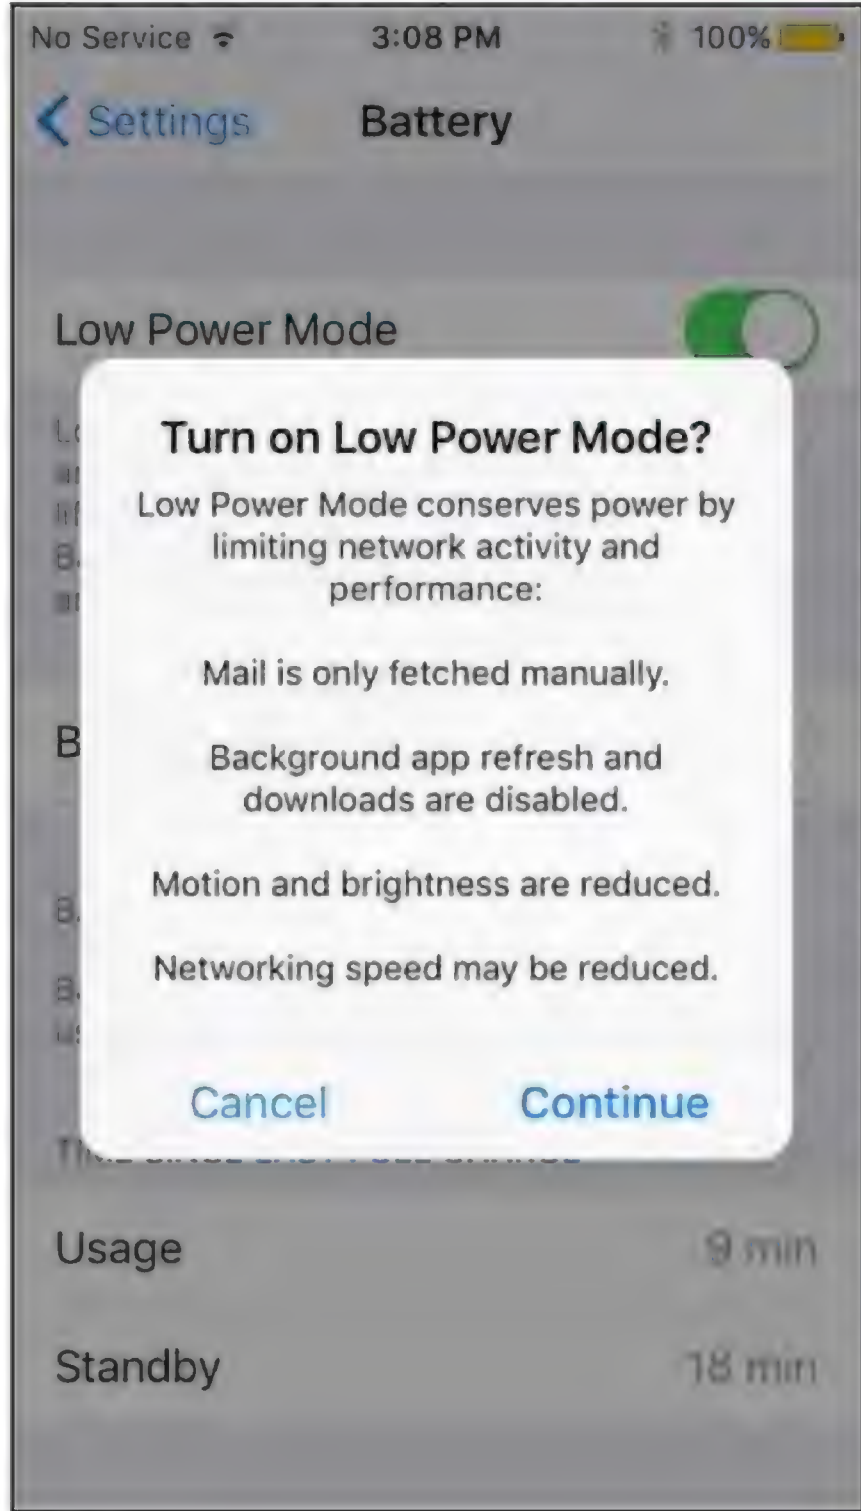 No Service 3:08 PM 100%
Settings Battery
Low Power Mode
Turn on Low Power Mode?
Low Power Mode conserves power by
limiting network activity and
performance:
Mail is only fetched manually.
Background app refresh and
downloads are disabled.
Motion and brightness are reduced.
Networking speed may be reduced.
Cancel Continue
Usage 9 min
Standby 18 min